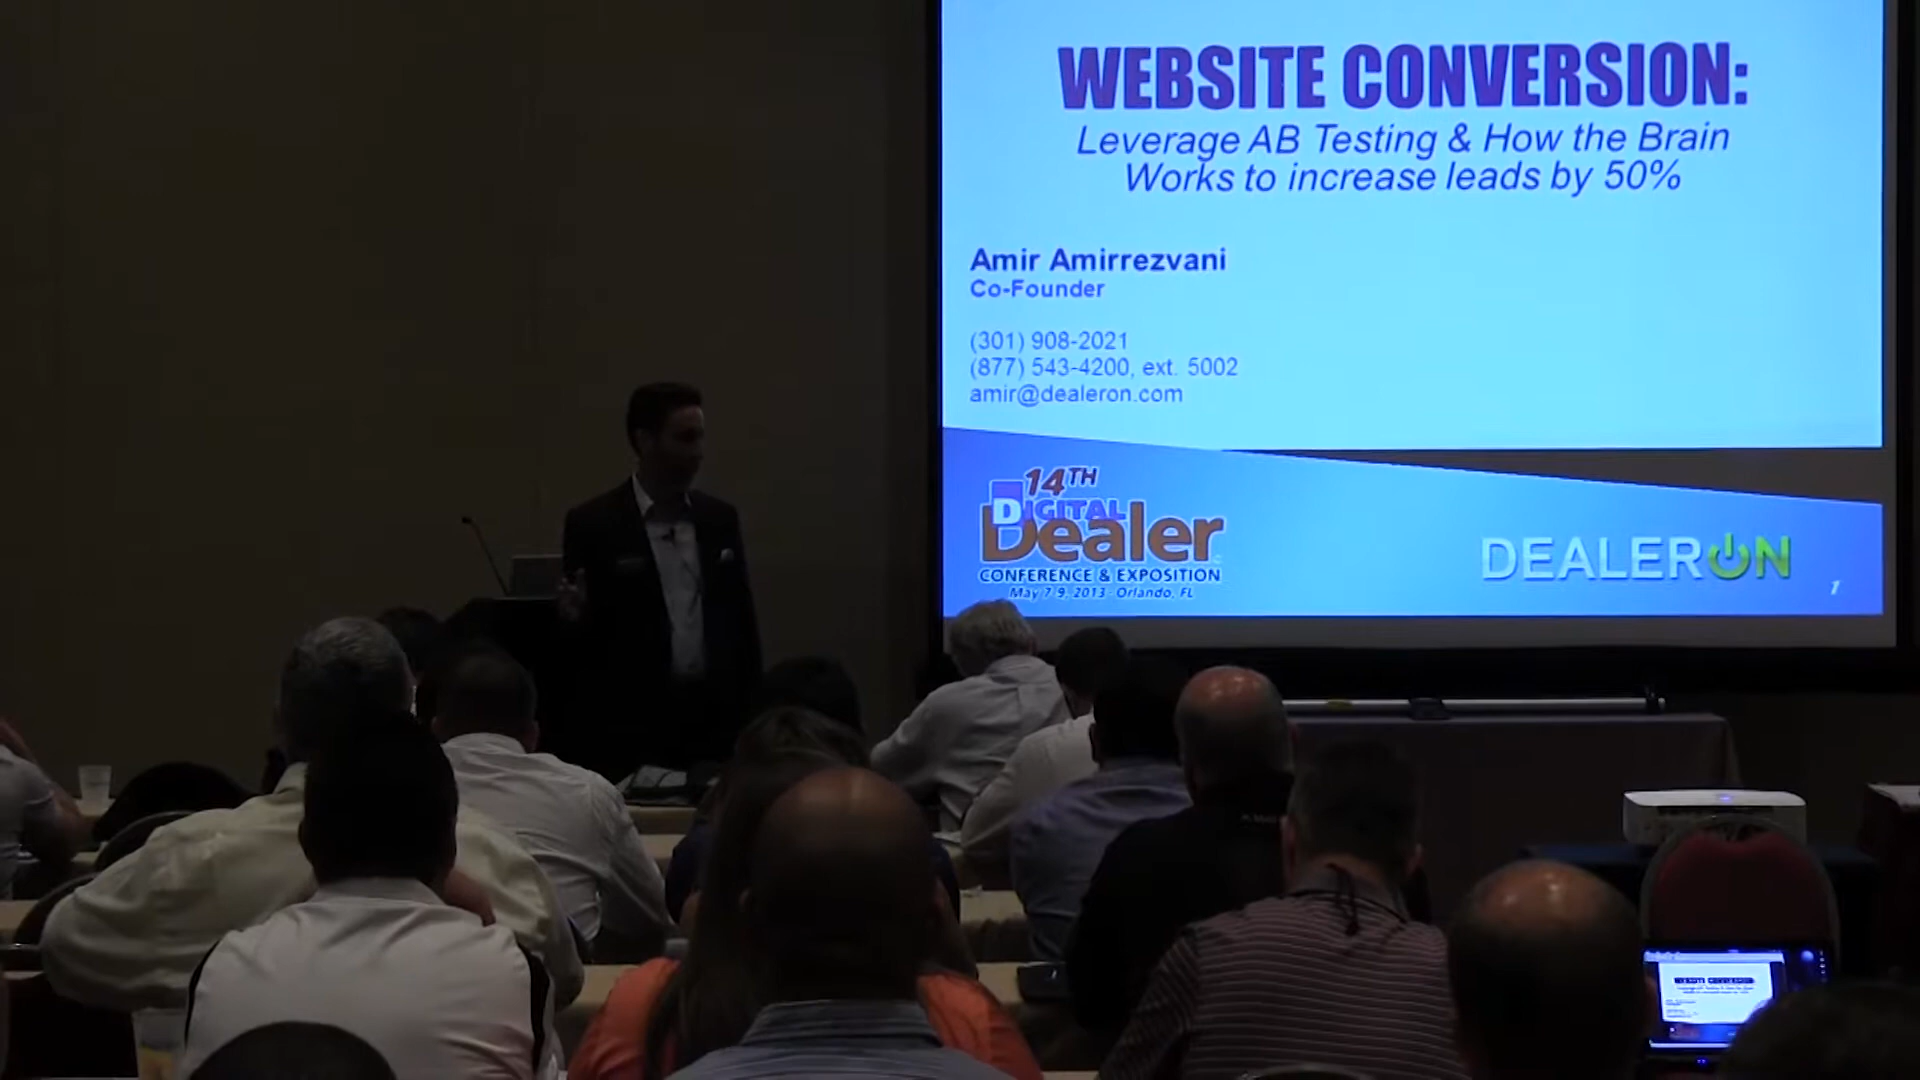 WEBSITE CONVERSION:
Leverage AB Testing & How the Brain
Works to increase leads by 50%
Amir Amirrezvani
Co-Founder
(301) 908-2021
(877) 543-4200, ext. 5002
amir@dealeron.com
14TH
DIGITAL
Dealer
CONFERENCE & EXPOSITION
May 7-9, 2013 - Orlando, FL
DEALERON
1
WEBSITE CONVERSION: